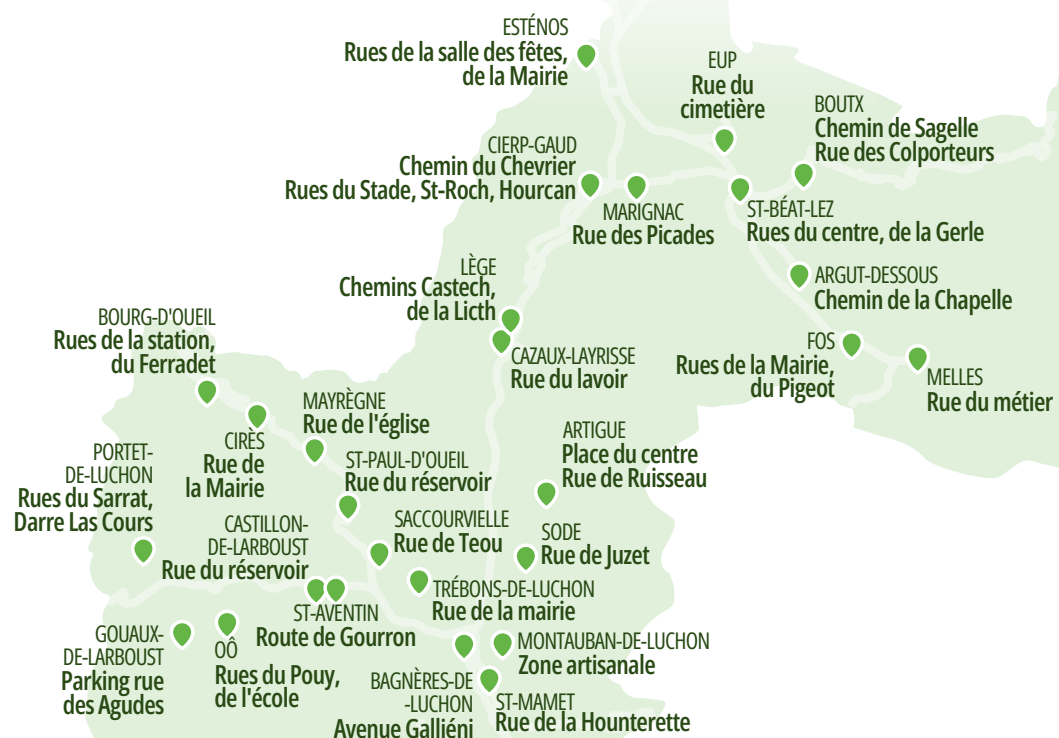 ESTÉNOS
Rues de la salle des fêtes,
de la Mairie
EUP
Rue du
cimetière
BOUTX
Chemin de Sagelle
Rue des Colporteurs
CIERP-GAUD
Chemin du Chevrier
Rues du Stade, St-Roch, Hourcan
MARIGNAC
Rue des Picades
ST-BÉAT-LEZ
Rues du centre, de la Gerle
LÈGE
Chemins Castech,
de la Licth
ARGUT-DESSOUS
Chemin de la Chapelle
BOURG-D'OUEIL
Rues de la station,
du Ferradet
CAZAUX-LAYRISSE
Rue du lavoir
FOS
Rues de la Mairie,
du Pigeot
MELLES
Rue du métier
MAYRÈGNE
Rue de l'église
CIRÈS
Rue de
la Mairie
ARTIGUE
Place du centre
Rue de Ruisseau
PORTET-
DE-LUCHON
Rues du Sarrat,
Darre Las Cours
ST-PAUL-D'OUEIL
Rue du réservoir
CASTILLON-
DE-LARBOUST
Rue du réservoir
SACCOURVIELLE
Rue de Teou
SODE
Rue de Juzet
TRÉBONS-DE-LUCHON
Rue de la mairie
ST-AVENTIN
Route de Gourron
GOUAUX-
DE-LARBOUST
Parking rue
des Agudes
OÔ
Rues du Pouy,
de l'école
MONTAUBAN-DE-LUCHON
Zone artisanale
BAGNÈRES-DE
-LUCHON
Avenue Galliéni
ST-MAMET
Rue de la Hounterette